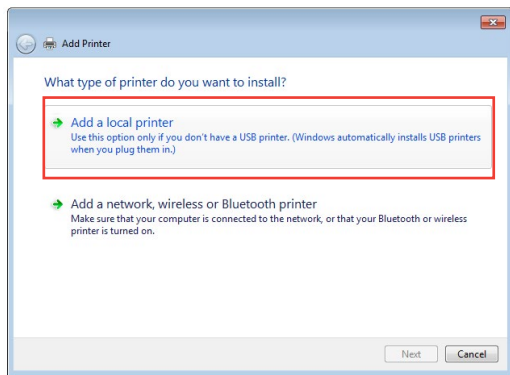 Add Printer
What type of printer do you want to install?
Add a local printer
Use this option only if you don't have a USB printer. (Windows automatically installs USB printers
when you plug them in.)
Add a network, wireless or Bluetooth printer
Make sure that your computer is connected to the network, or that your Bluetooth or wireless
printer is turned on.
Next Cancel